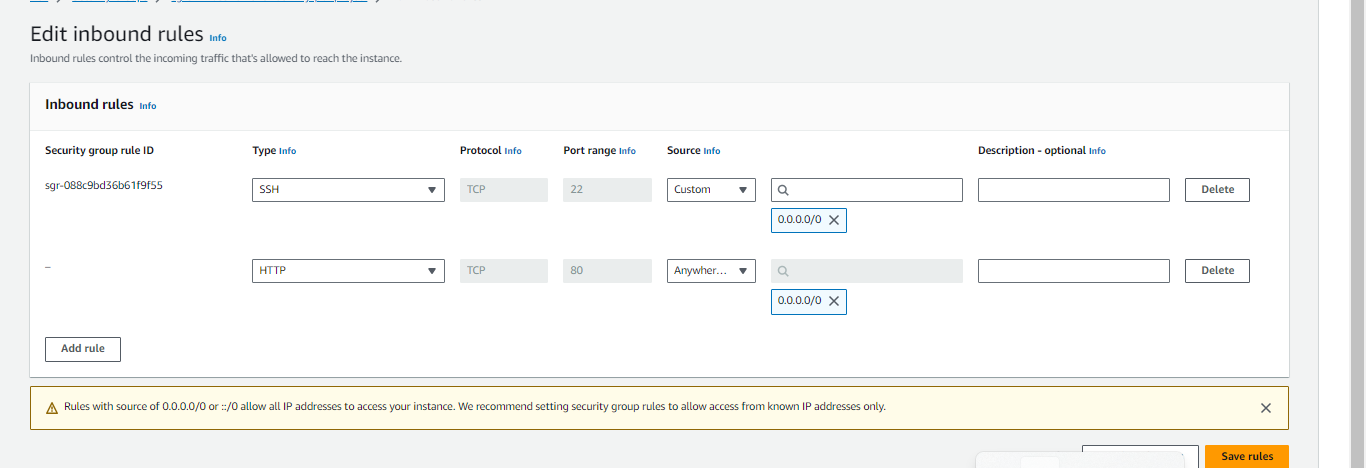 Edit inbound rules Info
Inbound rules control the incoming traffic that's allowed to reach the instance.
Inbound rules Info
Security group rule ID Type Info Protocol Info Port range Info Source Info Description - optional Info
sgr-088c9bd36b61f9f55 SSH TCP 22 Custom Delete
0.0.0.0/0
– HTTP TCP 80 Anywher... Delete
0.0.0.0/0
Add rule
Rules with source of 0.0.0.0/0 or ::/0 allow all IP addresses to access your instance. We recommend setting security group rules to allow access from known IP addresses only.
Save rules